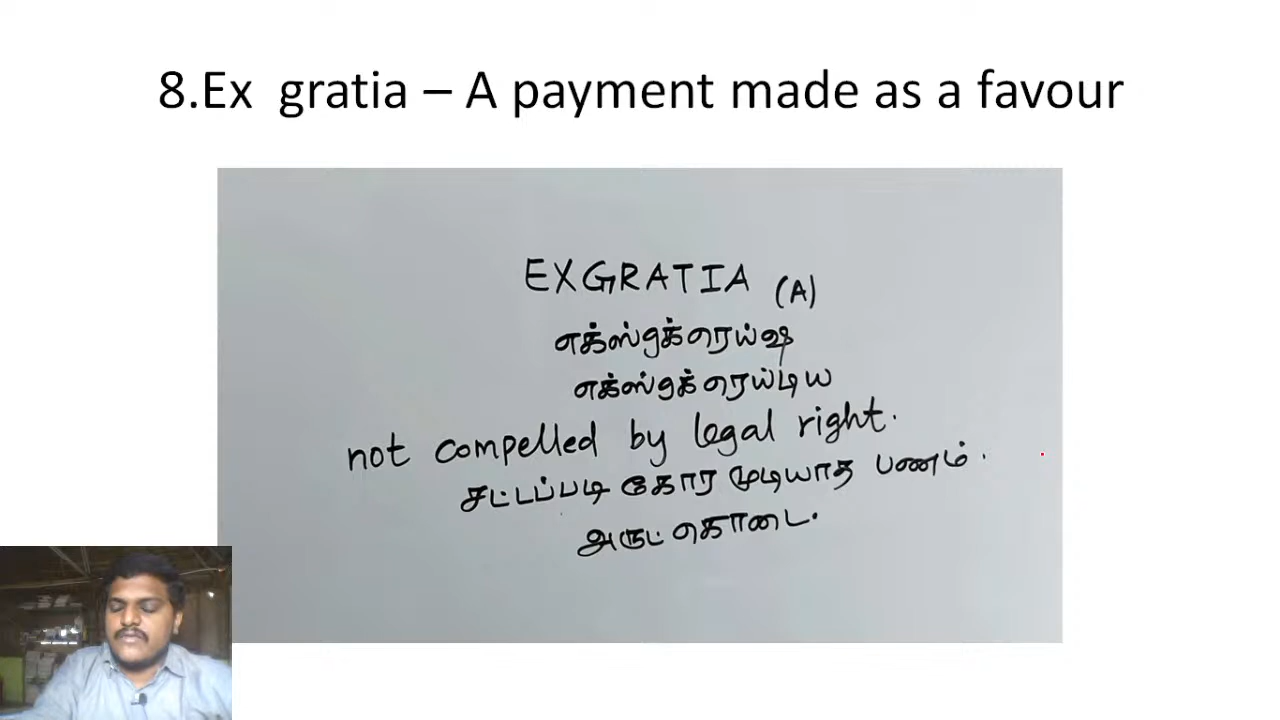 8.Ex gratia – A payment made as a favour
EXGRATIA (A)
எக்ஸ்க்ரெய்ஷ
எக்ஸ்க்ரெய்டிய
not compelled by legal right.
சட்டப்படி கோர முடியாத பணம்.
அருட் கொடை.